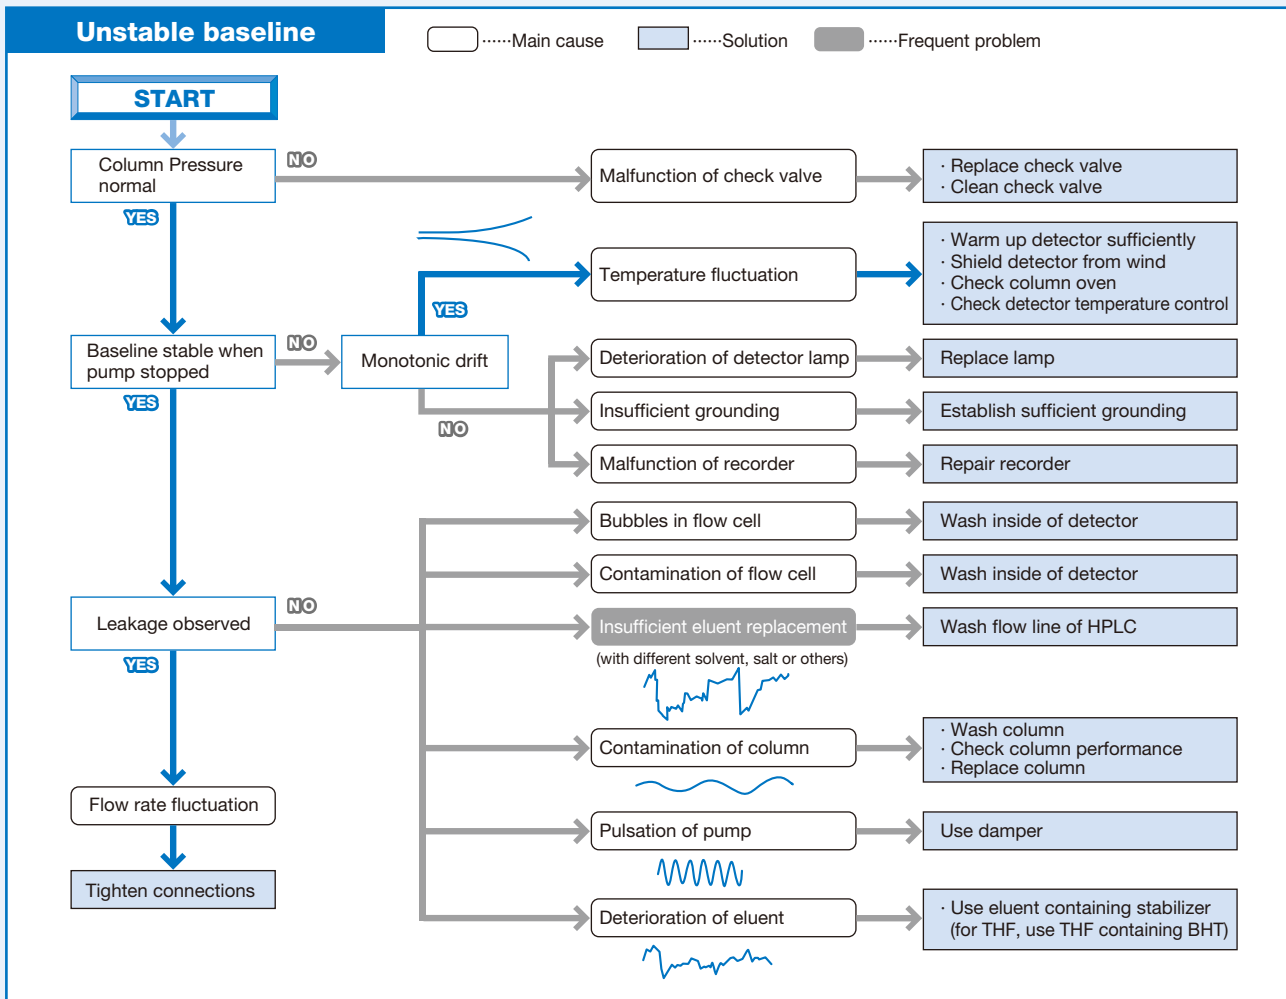 Unstable baseline
······Main cause
······Solution
······Frequent problem
START
Column Pressure
normal
NO
Malfunction of check valve
· Replace check valve
· Clean check valve
YES
Temperature fluctuation
· Warm up detector sufficiently
· Shield detector from wind
· Check column oven
· Check detector temperature control
YES
Baseline stable when
pump stopped
NO
Monotonic drift
Deterioration of detector lamp
Replace lamp
YES
NO
Insufficient grounding
Establish sufficient grounding
Malfunction of recorder
Repair recorder
Bubbles in flow cell
Wash inside of detector
Contamination of flow cell
Wash inside of detector
Leakage observed
NO
Insufficient eluent replacement
(with different solvent, salt or others)
Wash flow line of HPLC
YES
Contamination of column
· Wash column
· Check column performance
· Replace column
Flow rate fluctuation
Pulsation of pump
Use damper
Tighten connections
Deterioration of eluent
· Use eluent containing stabilizer
(for THF, use THF containing BHT)